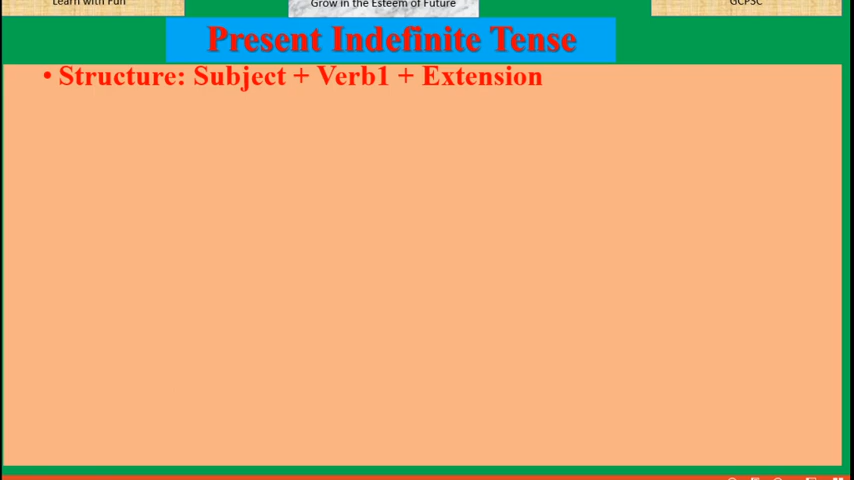 Learn with Fun
Grow in the Esteem of Future
GCPSC
Present Indefinite Tense
• Structure: Subject + Verb1 + Extension